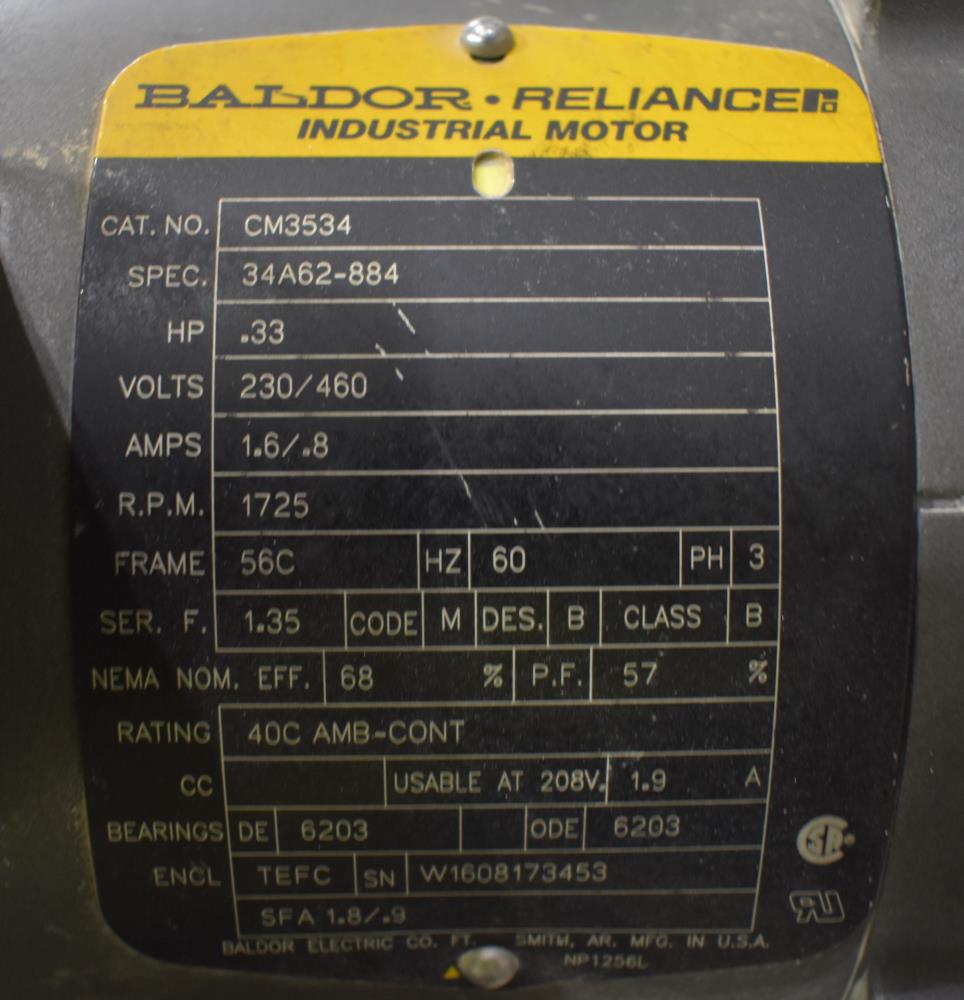 BALDOR • RELIANCER
INDUSTRIAL MOTOR
CAT. NO. CM3534
SPEC. 34A62-884
HP .33
VOLTS 230/460
AMPS 1.6/.8
R.P.M. 1725
FRAME 56C HZ 60 PH 3
SER. F. 1.35 CODE M DES. B CLASS B
NEMA NOM. EFF. 68 % P.F. 57 %
RATING 40C AMB-CONT
CC USABLE AT 208V. 1.9 A
BEARINGS DE 6203 ODE 6203
ENCL TEFC SN W1608173453
SFA 1.8/.9
BALDOR ELECTRIC CO. FT. SMITH, AR. MFG. IN U.S.A.
NP1256L